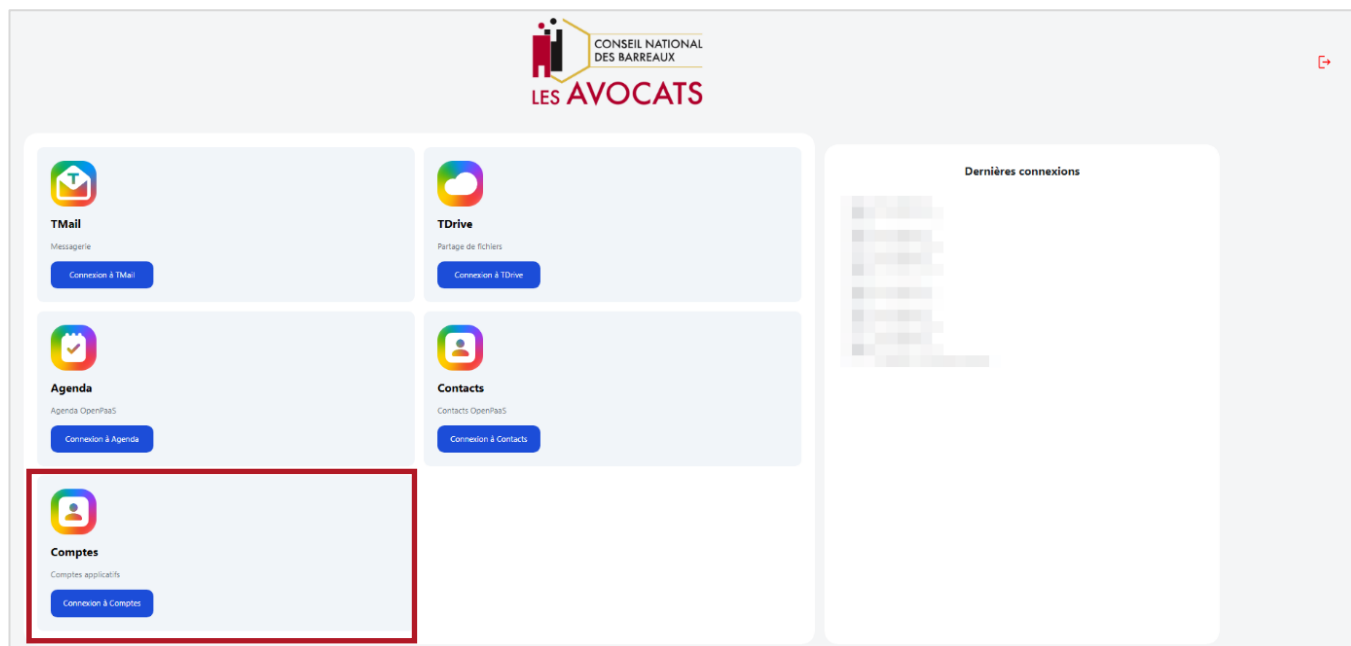 CONSEIL NATIONAL
DES BARREAUX
LES AVOCATS
TMail
Messagerie
Connexion à TMail
TDrive
Partage de fichiers
Connexion à TDrive
Agenda
Agenda OpenPaaS
Connexion à Agenda
Contacts
Contacts OpenPaaS
Connexion à Contacts
Comptes
Comptes applicatifs
Connexion à Comptes
Dernières connexions